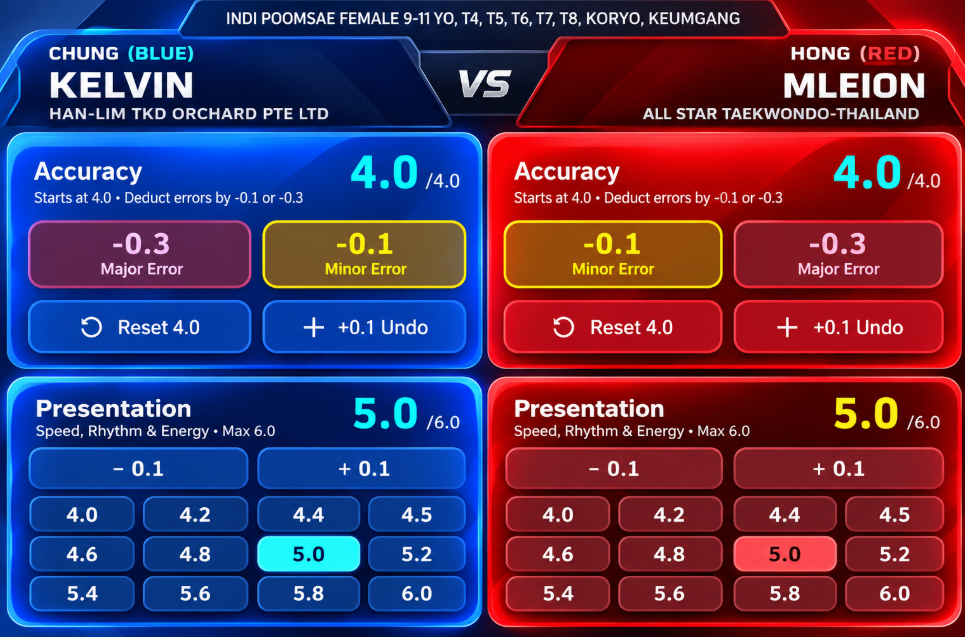 INDI POOMSAE FEMALE 9-11 YO, T4, T5, T6, T7, T8, KORYO, KEUMGANG
CHUNG (BLUE)
KELVIN
HAN-LIM TKD ORCHARD PTE LTD
VS
HONG (RED)
MLEION
ALL STAR TAEKWONDO-THAILAND
Accuracy
4.0 /4.0
Starts at 4.0 • Deduct errors by -0.1 or -0.3
-0.3
Major Error
-0.1
Minor Error
Reset 4.0
+ +0.1 Undo
Accuracy
4.0 /4.0
Starts at 4.0 • Deduct errors by -0.1 or -0.3
-0.1
Minor Error
-0.3
Major Error
Reset 4.0
+ +0.1 Undo
Presentation
5.0 /6.0
Speed, Rhythm & Energy • Max 6.0
− 0.1
+ 0.1
4.0 4.2 4.4 4.5
4.6 4.8 5.0 5.2
5.4 5.6 5.8 6.0
Presentation
5.0 /6.0
Speed, Rhythm & Energy • Max 6.0
− 0.1
+ 0.1
4.0 4.2 4.4 4.5
4.6 4.8 5.0 5.2
5.4 5.6 5.8 6.0